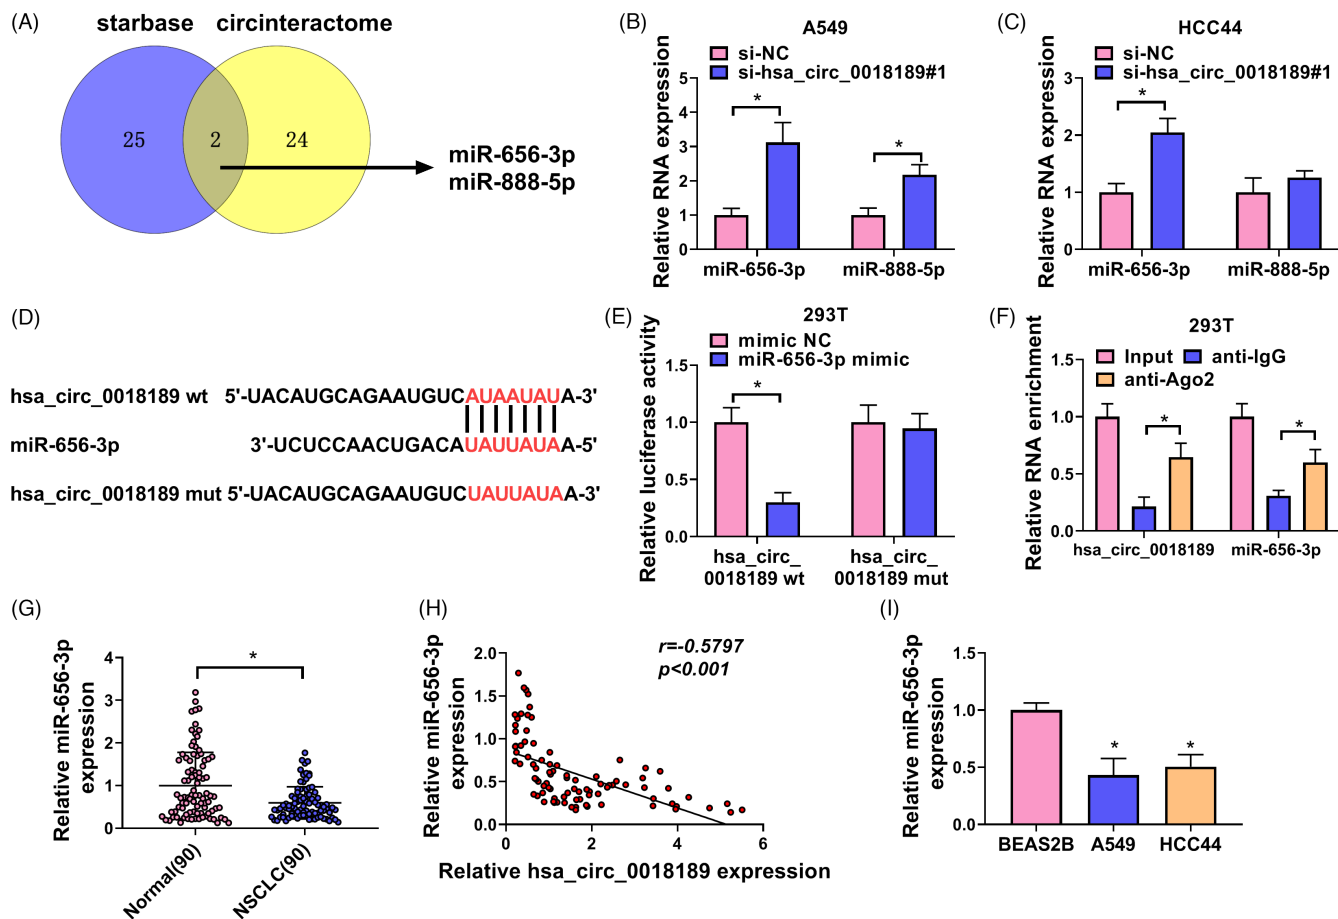 (A)
starbase circinteractome
25 2 24
miR-656-3p
miR-888-5p
(B)
A549
si-NC
si-hsa_circ_0018189#1
Relative RNA expression
5
4
3
2
1
0
*
*
miR-656-3p miR-888-5p
(C)
HCC44
si-NC
si-hsa_circ_0018189#1
Relative RNA expression
3
2
1
0
*
miR-656-3p miR-888-5p
(D)
hsa_circ_0018189 wt 5'-UACAUGCAGAAUGUCAUAAUAUA-3'
miR-656-3p 3'-UCUCCAACUGACAUAUUAUAA-5'
hsa_circ_0018189 mut 5'-UACAUGCAGAAUGUCUAUUAUAA-3'
(E)
293T
mimic NC
miR-656-3p mimic
Relative luciferase activity
1.5
1.0
0.5
0.0
*
hsa_circ_ hsa_circ_
0018189 wt 0018189 mut
(F)
293T
Input anti-IgG
anti-Ago2
Relative RNA enrichment
1.5
1.0
0.5
0.0
*
*
hsa_circ_0018189 miR-656-3p
(G)
Relative miR-656-3p
expression
4
3
2
1
0
*
Normal(90)
NSCLC(90)
(H)
Relative miR-656-3p
expression
2.0
1.5
1.0
0.5
0.0
r=-0.5797
p<0.001
0 2 4 6
Relative hsa_circ_0018189 expression
(I)
Relative miR-656-3p
expression
1.5
1.0
0.5
0.0
* *
BEAS2B A549 HCC44